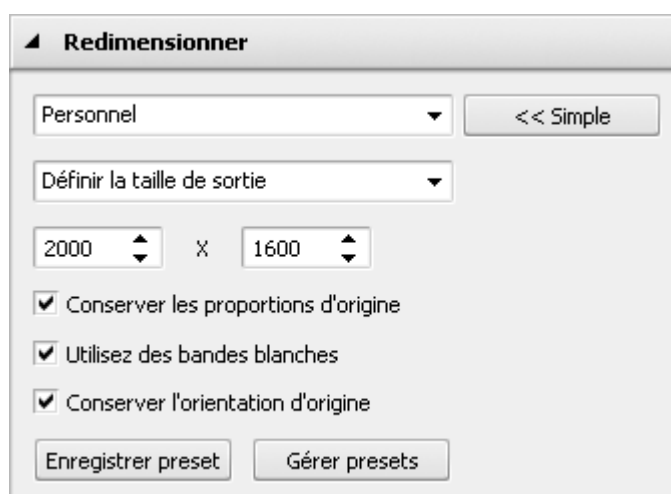 Redimensionner
Personnel << Simple
Définir la taille de sortie
2000 X 1600
Conserver les proportions d'origine
Utilisez des bandes blanches
Conserver l'orientation d'origine
Enregistrer preset Gérer presets